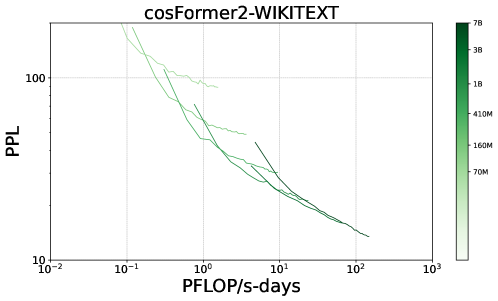 cosFormer2-WIKITEXT
PPL
100
10
10⁻²
10⁻¹
10⁰
10¹
10²
10³
PFLOP/s-days
7B
3B
1B
410M
160M
70M